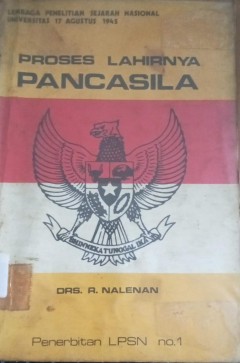 LEMBAGA PENELITIAN SEJARAH NASIONAL
UNIVERSITAS 17 AGUSTUS 1945
PROSES LAHIRNYA
PANCASILA
BHINNEKA TUNGGAL IKA
DRS. R. NALENAN
Penerbitan LPSN no.1